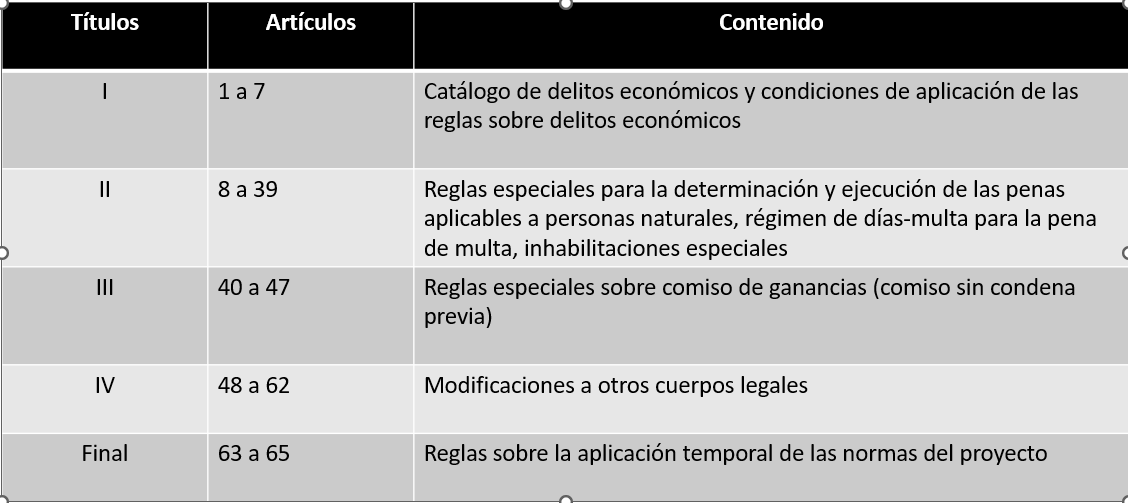 Títulos Artículos Contenido
I 1 a 7 Catálogo de delitos económicos y condiciones de aplicación de las
reglas sobre delitos económicos
II 8 a 39 Reglas especiales para la determinación y ejecución de las penas
aplicables a personas naturales, régimen de días-multa para la pena
de multa, inhabilitaciones especiales
III 40 a 47 Reglas especiales sobre comiso de ganancias (comiso sin condena
previa)
IV 48 a 62 Modificaciones a otros cuerpos legales
Final 63 a 65 Reglas sobre la aplicación temporal de las normas del proyecto